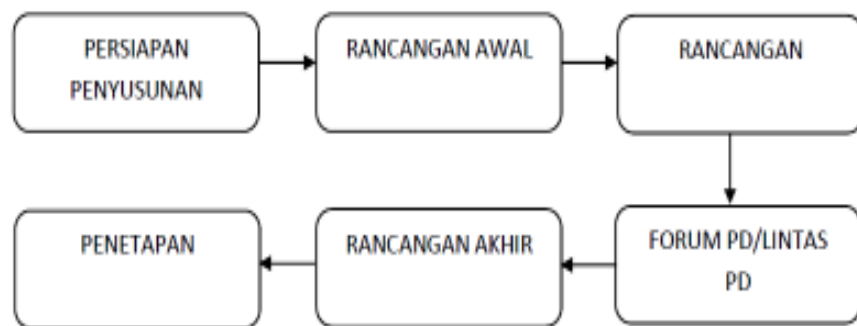 PERSIAPAN
PENYUSUNAN
RANCANGAN AWAL
RANCANGAN
FORUM PD/LINTAS
PD
RANCANGAN AKHIR
PENETAPAN